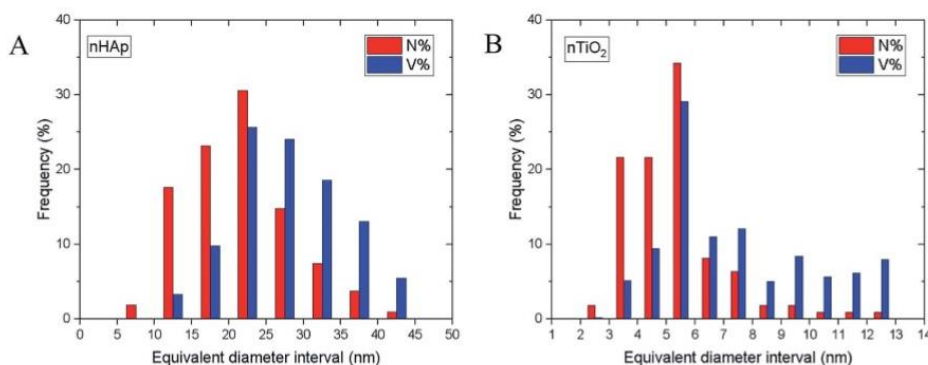 A
nHAp
N%
V%
Frequency (%)
40
30
20
10
0
0 5 10 15 20 25 30 35 40 45 50
Equivalent diameter interval (nm)
B
nTiO₂
N%
V%
Frequency (%)
40
30
20
10
0
1 2 3 4 5 6 7 8 9 10 11 12 13 14
Equivalent diameter interval (nm)